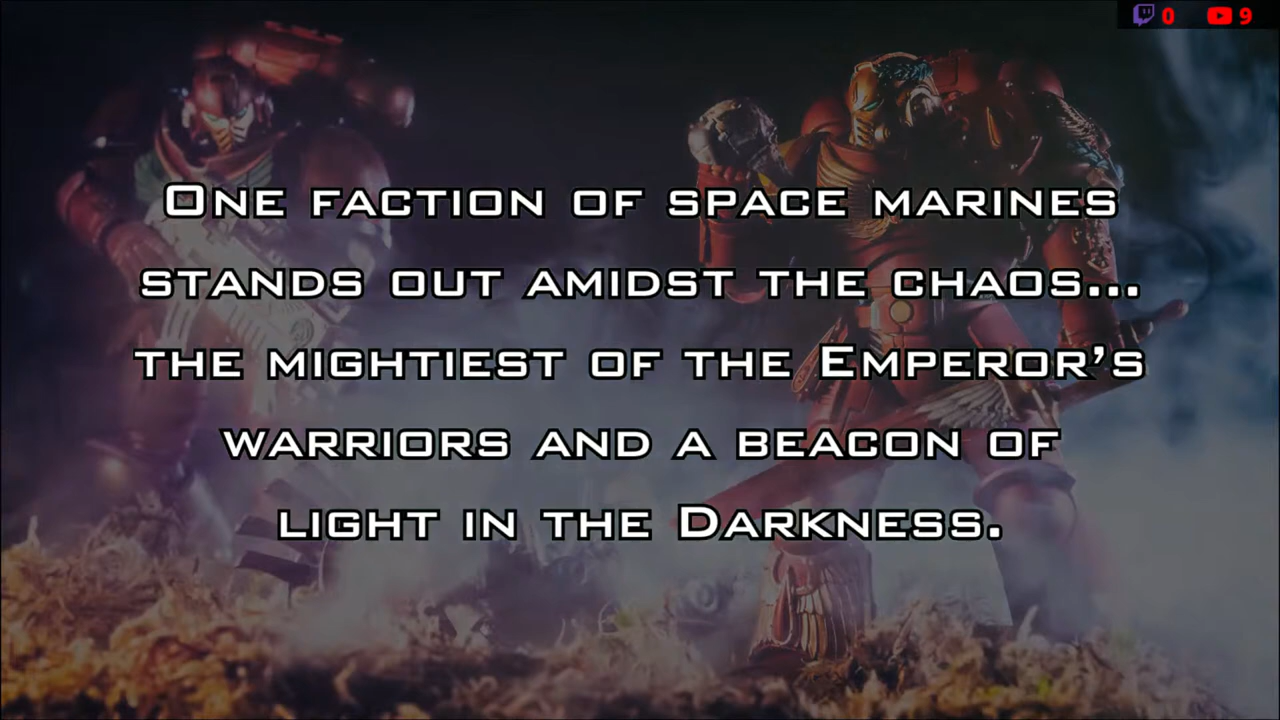 0 9
One faction of space marines
stands out amidst the chaos...
the mightiest of the Emperor's
warriors and a beacon of
light in the Darkness.